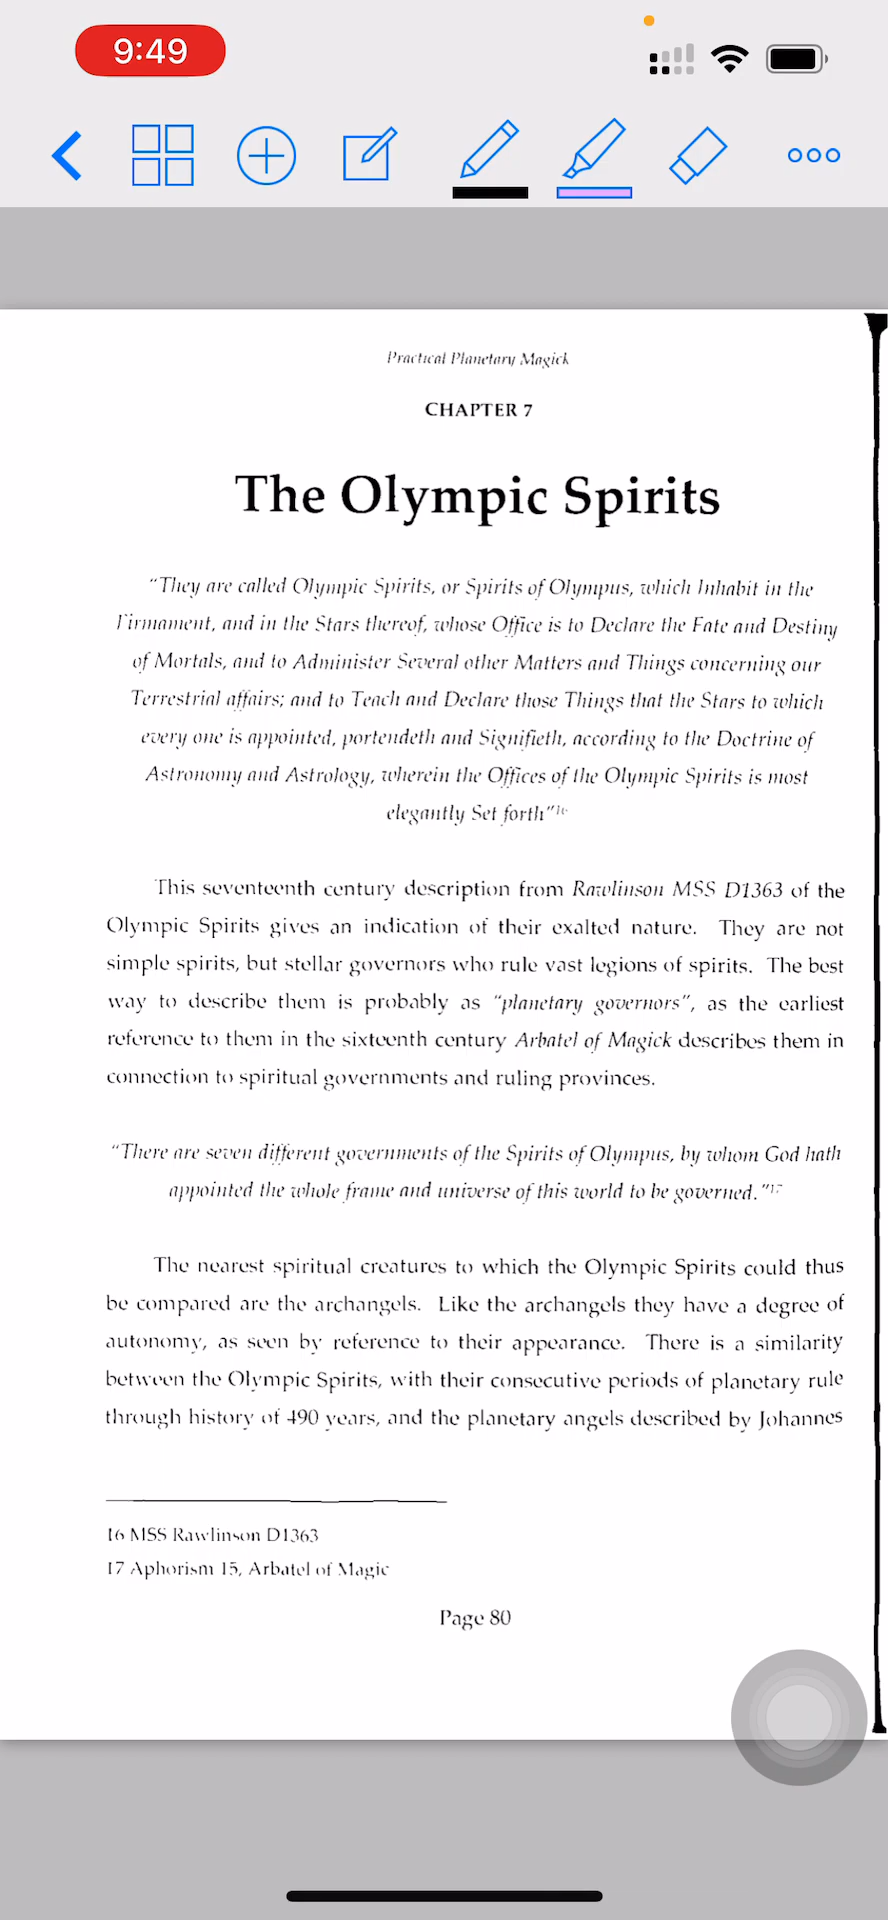 9:49
Practical Planetary Magick
CHAPTER 7
The Olympic Spirits
"They are called Olympic Spirits, or Spirits of Olympus, which Inhabit in the
Firmament, and in the Stars thereof, whose Office is to Declare the Fate and Destiny
of Mortals, and to Administer Several other Matters and Things concerning our
Terrestrial affairs; and to Teach and Declare those Things that the Stars to which
every one is appointed, portendeth and Signifieth, according to the Doctrine of
Astronomy and Astrology, wherein the Offices of the Olympic Spirits is most
elegantly Set forth"16
This seventeenth century description from Rawlinson MSS D1363 of the
Olympic Spirits gives an indication of their exalted nature. They are not
simple spirits, but stellar governors who rule vast legions of spirits. The best
way to describe them is probably as "planetary governors", as the earliest
reference to them in the sixteenth century Arbatel of Magick describes them in
connection to spiritual governments and ruling provinces.
"There are seven different governments of the Spirits of Olympus, by whom God hath
appointed the whole frame and universe of this world to be governed."17
The nearest spiritual creatures to which the Olympic Spirits could thus
be compared are the archangels. Like the archangels they have a degree of
autonomy, as seen by reference to their appearance. There is a similarity
between the Olympic Spirits, with their consecutive periods of planetary rule
through history of 490 years, and the planetary angels described by Johannes
16 MSS Rawlinson D1363
17 Aphorism 15, Arbatel of Magic
Page 80